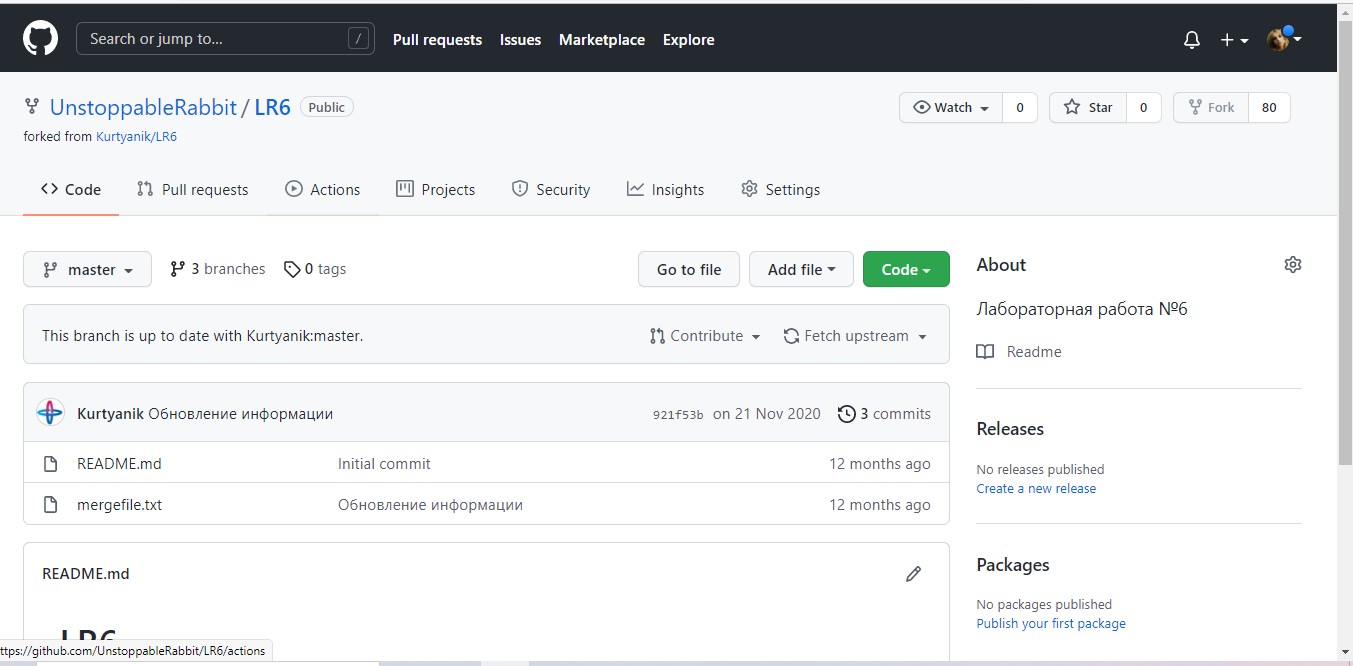 Search or jump to... / Pull requests Issues Marketplace Explore
UnstoppableRabbit / LR6 Public Watch 0 Star 0 Fork 80
forked from Kurtyanik/LR6
Code Pull requests Actions Projects Security Insights Settings
master 3 branches 0 tags Go to file Add file Code
This branch is up to date with Kurtyanik:master. Contribute Fetch upstream
Kurtyanik Обновление информации 921f53b on 21 Nov 2020 3 commits
README.md Initial commit 12 months ago
mergefile.txt Обновление информации 12 months ago
README.md
LR6
About
Лабораторная работа №6
Readme
Releases
No releases published
Create a new release
Packages
No packages published
Publish your first package
ttps://github.com/UnstoppableRabbit/LR6/actions